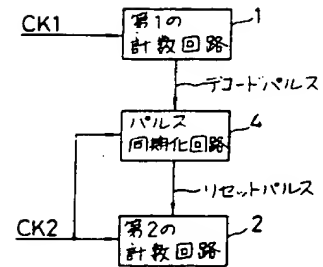 CK1
第1の
計数回路
1
デコードパルス
パルス
同期化回路
4
リセットパルス
CK2
第2の
計数回路
2